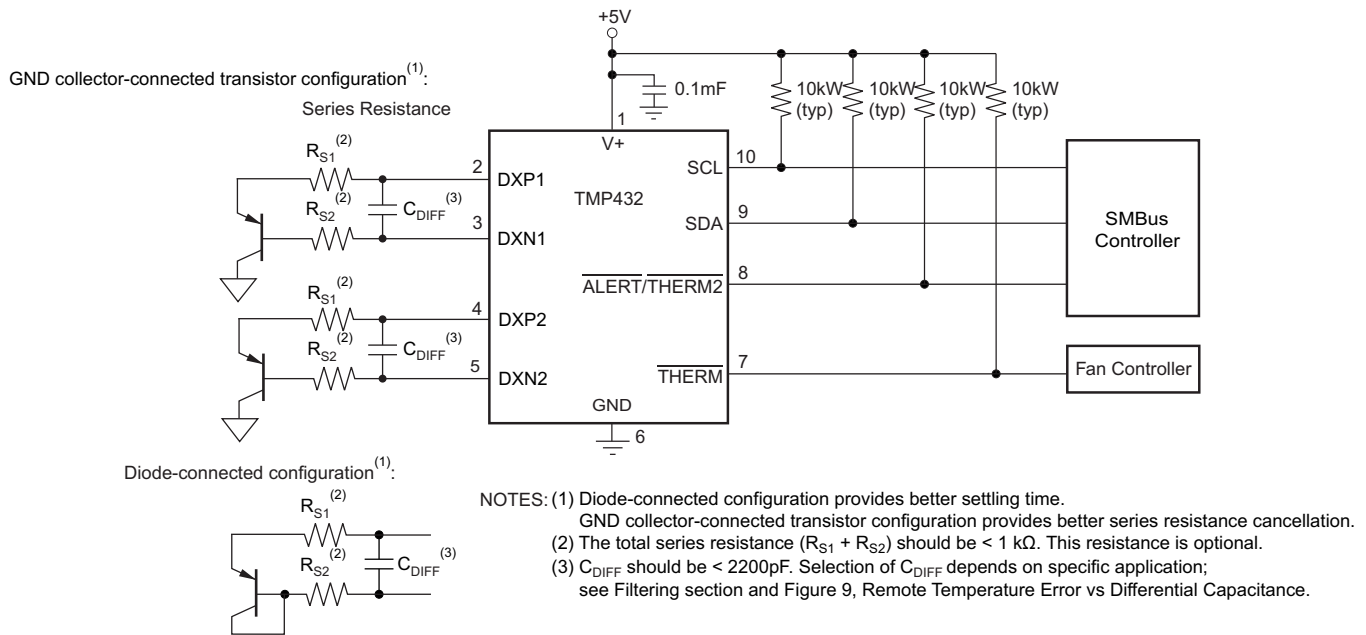 +5V
GND collector-connected transistor configuration(1):
Series Resistance
0.1mF
10kW
(typ)
10kW
(typ)
10kW
(typ)
10kW
(typ)
1
V+
RS1(2)
RS2(2)
CDIFF(3)
2
DXP1
3
DXN1
TMP432
SCL
10
SDA
9
SMBus
Controller
ALERT/THERM2
8
RS1(2)
RS2(2)
CDIFF(3)
4
DXP2
5
DXN2
THERM
7
Fan Controller
GND
6
Diode-connected configuration(1):
RS1(2)
RS2(2)
CDIFF(3)
NOTES: (1) Diode-connected configuration provides better settling time.
GND collector-connected transistor configuration provides better series resistance cancellation.
(2) The total series resistance (RS1 + RS2) should be < 1 kΩ. This resistance is optional.
(3) CDIFF should be < 2200pF. Selection of CDIFF depends on specific application;
see Filtering section and Figure 9, Remote Temperature Error vs Differential Capacitance.